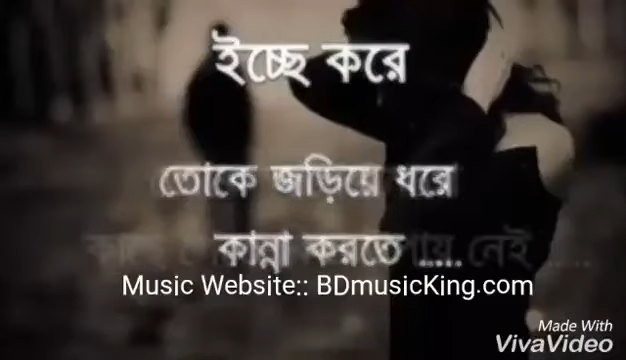 ইচ্ছে করে
তোকে জড়িয়ে ধরে
কান্না করতে .....
Music Website:: BDmusicKing.com
Made With
VivaVideo